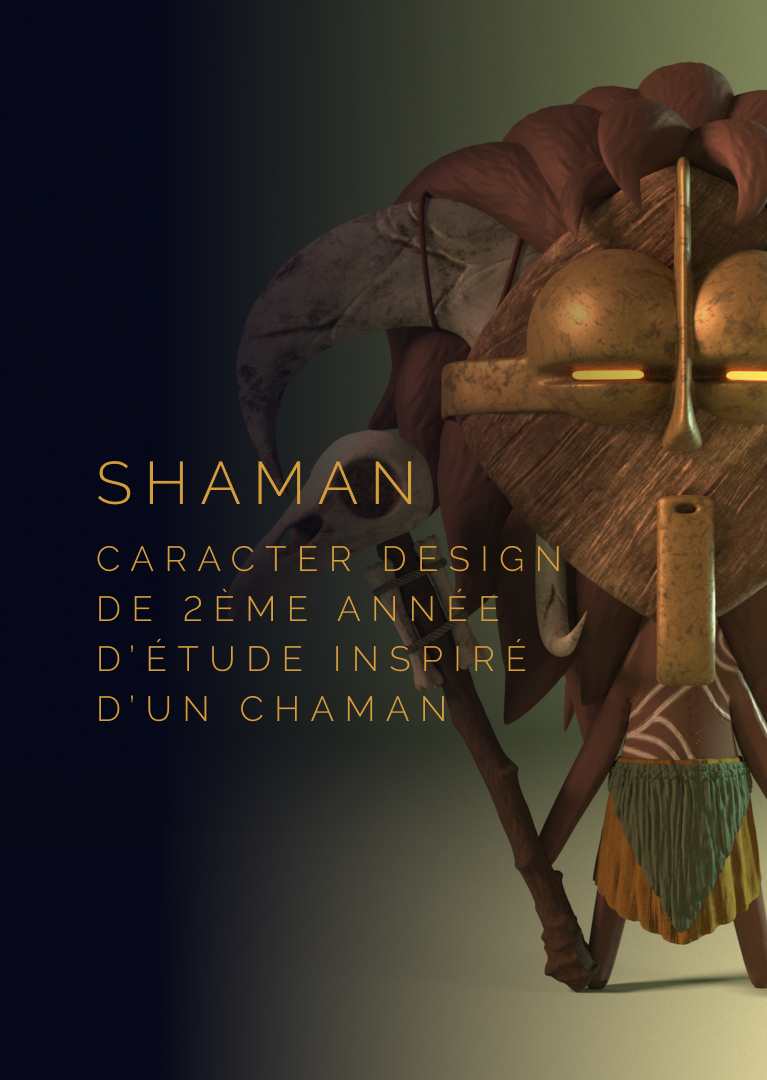 SHAMAN
CARACTER DESIGN
DE 2ÈME ANNÉE
D'ÉTUDE INSPIRÉ
D'UN CHAMAN